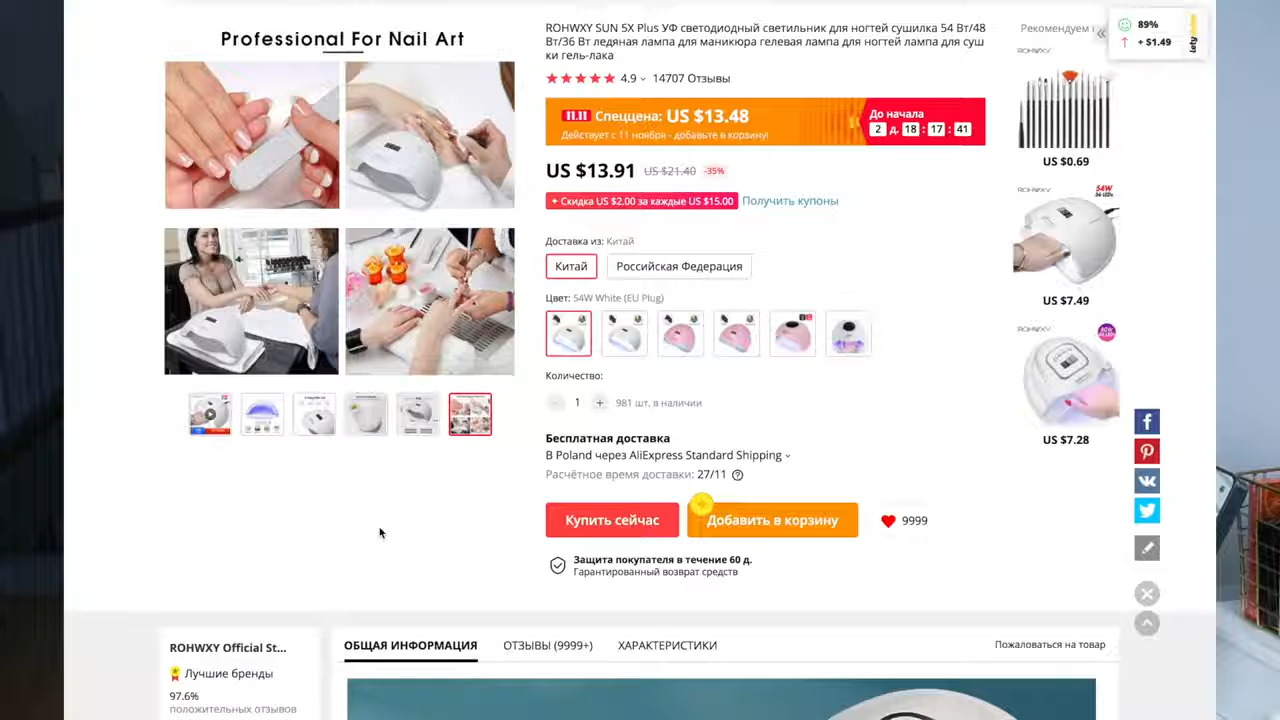 Professional For Nail Art
ROHWXY SUN 5X Plus УФ светодиодный светильник для ногтей сушилка 54 Вт/48
Вт/36 Вт ледяная лампа для маникюра гелевая лампа для ногтей лампа для суш
ки гель-лака
4.9 14707 Отзывы
11.11 Спеццена: US $13.48
Действует с 11 ноября - добавьте в корзину!
До начала
2 д. 18 : 17 : 41
US $13.91 US $21.40 -35%
+ Скидка US $2.00 за каждые US $15.00 Получить купоны
Доставка из: Китай
Китай Российская Федерация
Цвет: 54W White (EU Plug)
Количество:
− 1 + 981 шт. в наличии
Бесплатная доставка
В Poland через AliExpress Standard Shipping
Расчётное время доставки: 27/11
Купить сейчас Добавить в корзину 9999
Защита покупателя в течение 60 д.
Гарантированный возврат средств
Рекомендуем
ROHWXY
US $0.69
ROHWXY
54W
36 LEDs
US $7.49
ROHWXY
US $7.28
89%
+ $1.49
lety
ROHWXY Official St...
Лучшие бренды
97.6%
положительных отзывов
ОБЩАЯ ИНФОРМАЦИЯ ОТЗЫВЫ (9999+) ХАРАКТЕРИСТИКИ Пожаловаться на товар